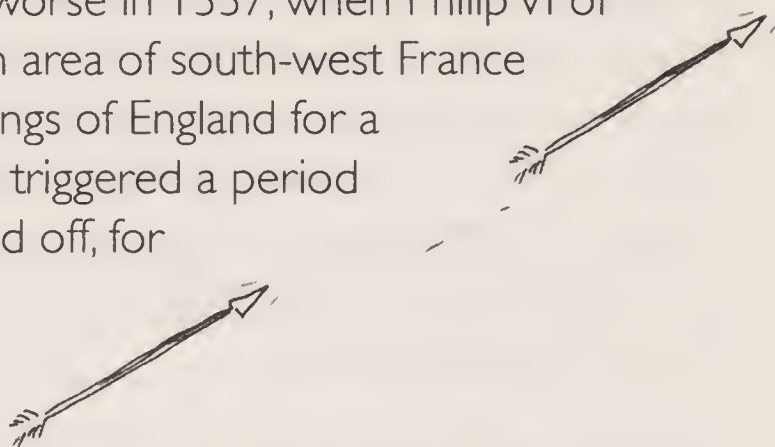 worse in 1337, when Philip VI of
area of south-west France
ngs of England for a
triggered a period
d off, for